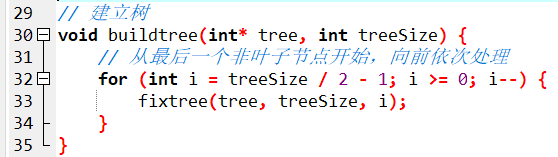 29 // 建立树
30 void buildtree(int* tree, int treeSize) {
31 // 从最后一个非叶子节点开始，向前依次处理
32 for (int i = treeSize / 2 - 1; i >= 0; i--) {
33 fixtree(tree, treeSize, i);
34 }
35 }